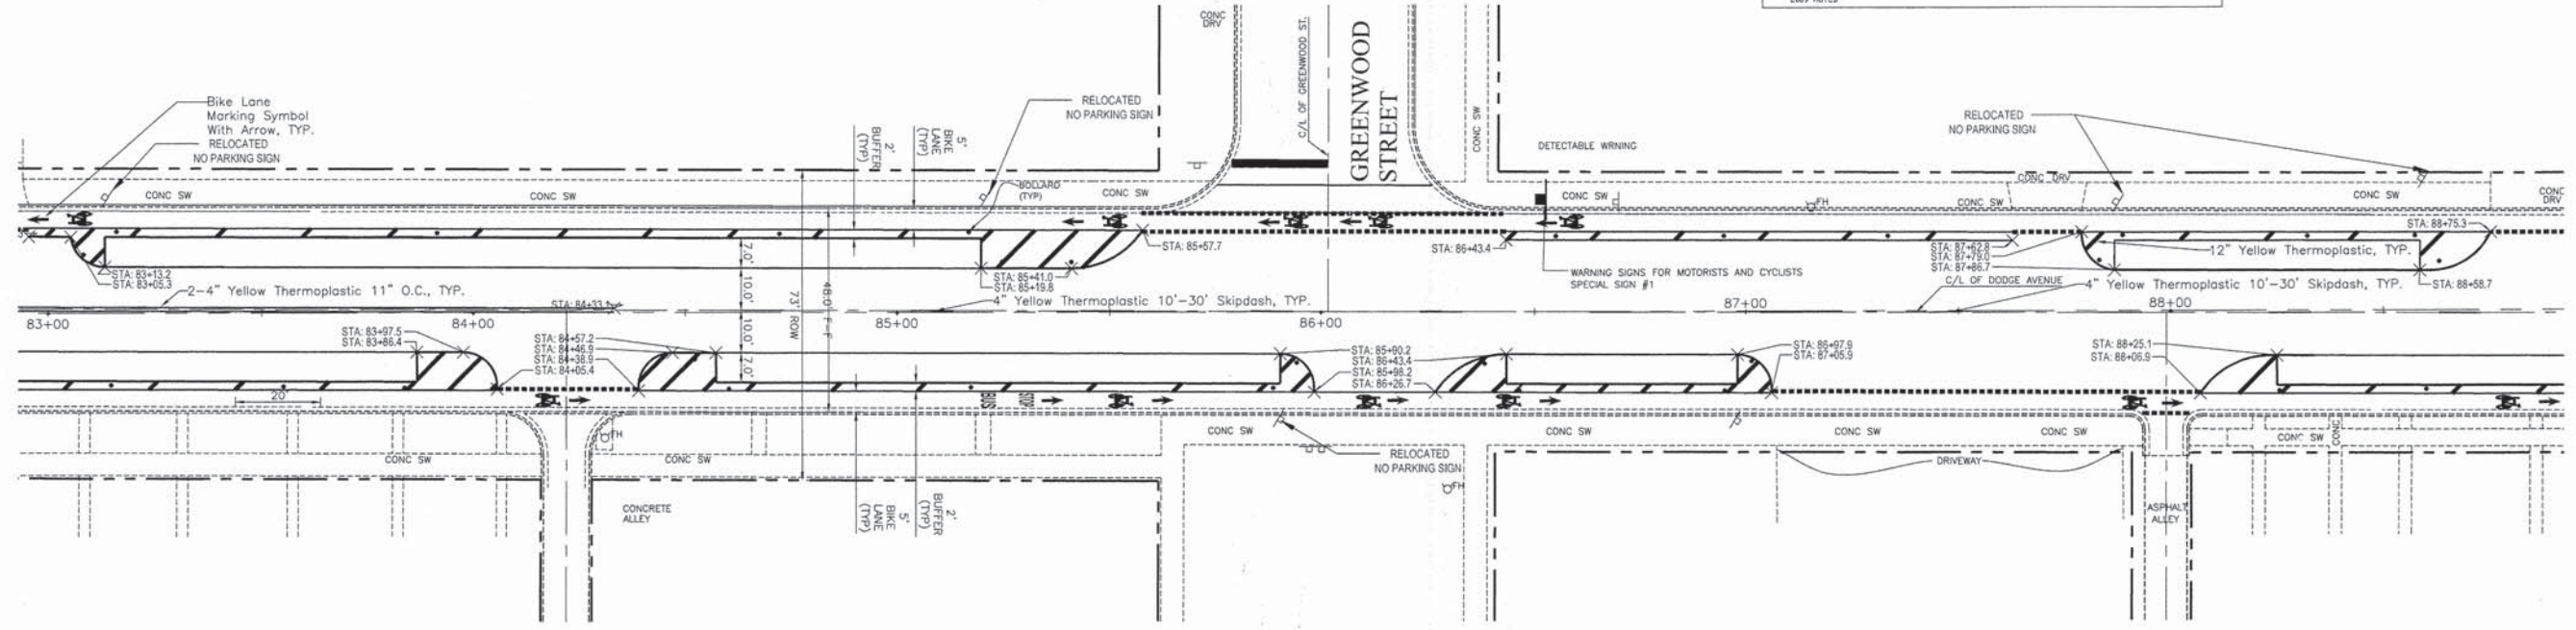 CONC
DRV
C/L OF GREENWOOD ST.
GREENWOOD
STREET
CONC SW
Bike Lane
Marking Symbol
With Arrow, TYP.
RELOCATED
NO PARKING SIGN
2'
BUFFER
(TYP)
5'
BIKE
LANE
(TYP)
RELOCATED
NO PARKING SIGN
DETECTABLE WRNING
RELOCATED
NO PARKING SIGN
CONC SW
CONC SW
BOLLARD
(TYP)
CONC SW
CONC SW
FH
CONC SW
CONC DRV
CONC SW
CONC
DRV
STA: 83+13.2
STA: 83+05.3
7.0'
STA: 85+41.0
STA: 85+19.8
STA: 85+57.7
STA: 86+43.4
WARNING SIGNS FOR MOTORISTS AND CYCLISTS
SPECIAL SIGN #1
STA: 87+62.8
STA: 87+79.0
STA: 87+86.7
12" Yellow Thermoplastic, TYP.
STA: 88+75.3
STA: 88+58.7
2-4" Yellow Thermoplastic 11" O.C., TYP.
STA: 84+33.1
10.0'
73' ROW
48.0' F-F
4" Yellow Thermoplastic 10'-30' Skipdash, TYP.
C/L OF DODGE AVENUE
4" Yellow Thermoplastic 10'-30' Skipdash, TYP.
83+00
84+00
85+00
86+00
87+00
88+00
STA: 83+97.5
STA: 83+86.4
STA: 84+57.2
STA: 84+46.9
STA: 84+38.9
STA: 84+05.4
10.0'
7.0'
STA: 85+90.2
STA: 86+43.4
STA: 85+98.2
STA: 86+26.7
STA: 86+97.9
STA: 87+05.9
STA: 88+25.1
STA: 88+06.9
20'
BUS
STOP
FH
CONC SW
CONC SW
CONC SW
CONC SW
CONC SW
CONC SW
CONC SW
CONC SW
CONC
RELOCATED
NO PARKING SIGN
DRIVEWAY
FH
CONCRETE
ALLEY
5'
BIKE
LANE
(TYP)
2'
BUFFER
(TYP)
ASPHALT
ALLEY